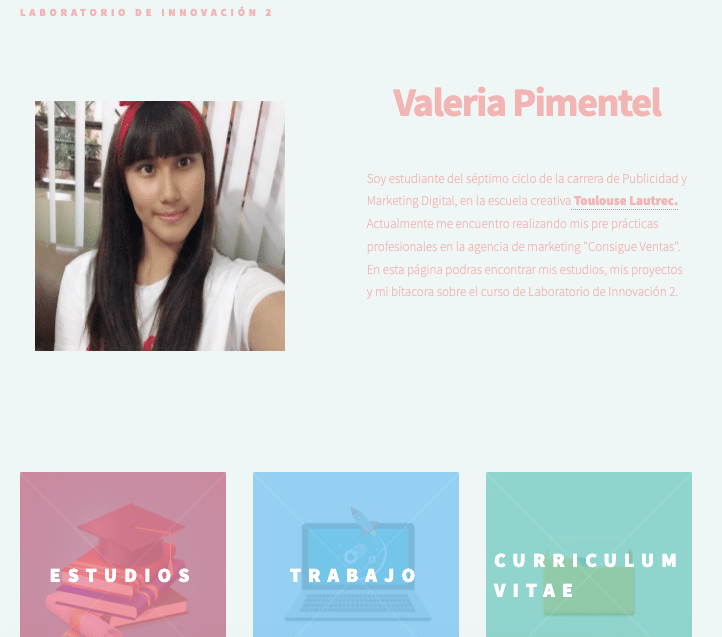 LABORATORIO DE INNOVACIÓN 2
Valeria Pimentel
Soy estudiante del séptimo ciclo de la carrera de Publicidad y
Marketing Digital, en la escuela creativa Toulouse Lautrec.
Actualmente me encuentro realizando mis pre prácticas
profesionales en la agencia de marketing "Consigue Ventas".
En esta página podras encontrar mis estudios, mis proyectos
y mi bítacora sobre el curso de Laboratorio de Innovación 2.
ESTUDIOS
TRABAJO
CURRICULUM
VITAE